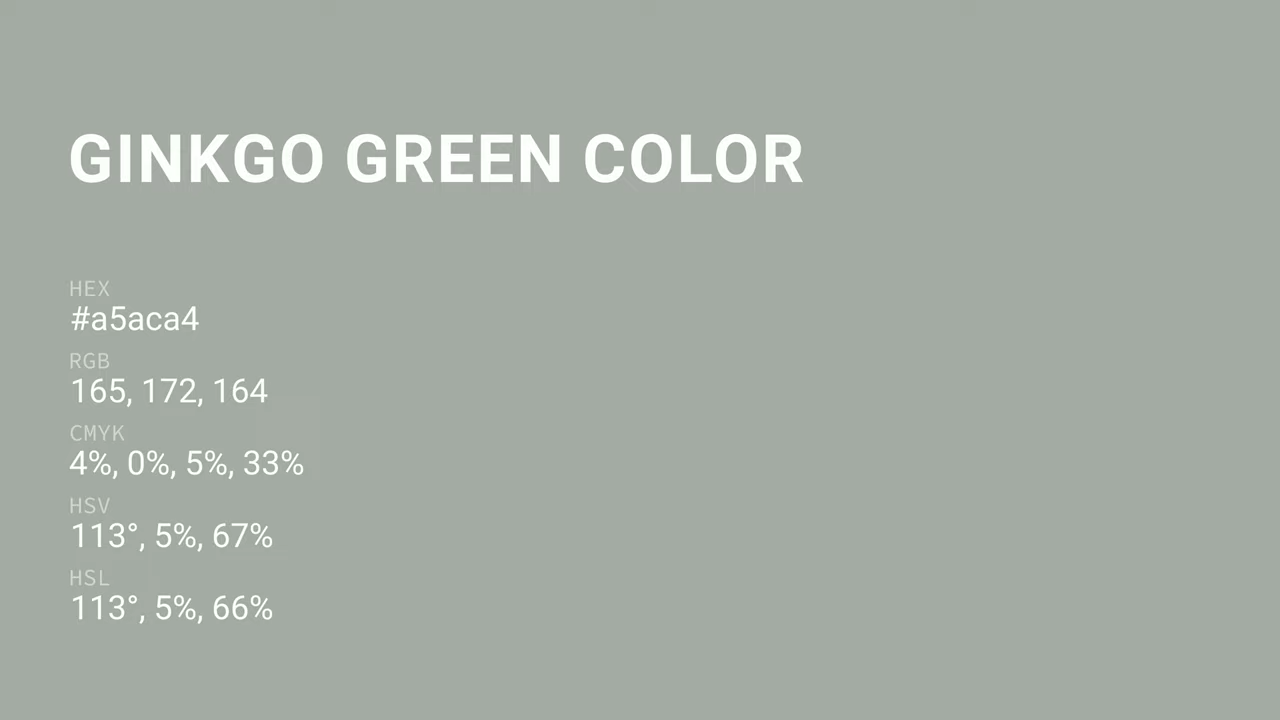 GINKGO GREEN COLOR
HEX
#a5aca4
RGB
165, 172, 164
CMYK
4%, 0%, 5%, 33%
HSV
113°, 5%, 67%
HSL
113°, 5%, 66%